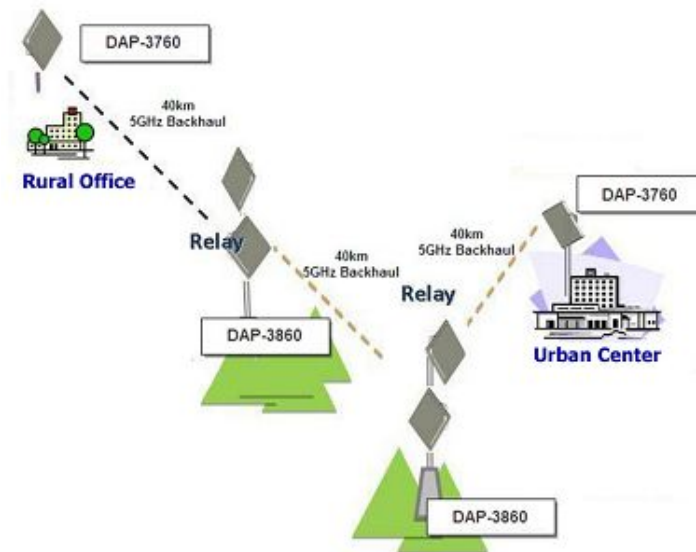 DAP-3760
40km
5GHz Backhaul
Rural Office
DAP-3760
Relay
40km
5GHz Backhaul
40km
5GHz Backhaul
Relay
DAP-3860
Urban Center
DAP-3860